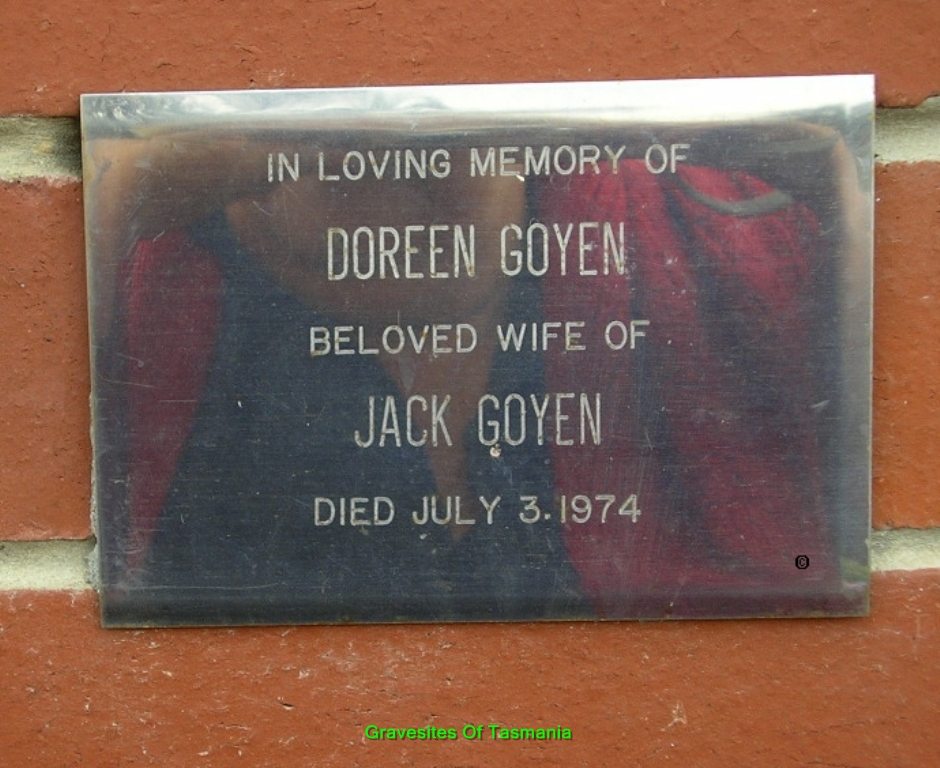 IN LOVING MEMORY OF
DOREEN GOYEN
BELOVED WIFE OF
JACK GOYEN
DIED JULY 3.1974
©
Gravesites Of Tasmania